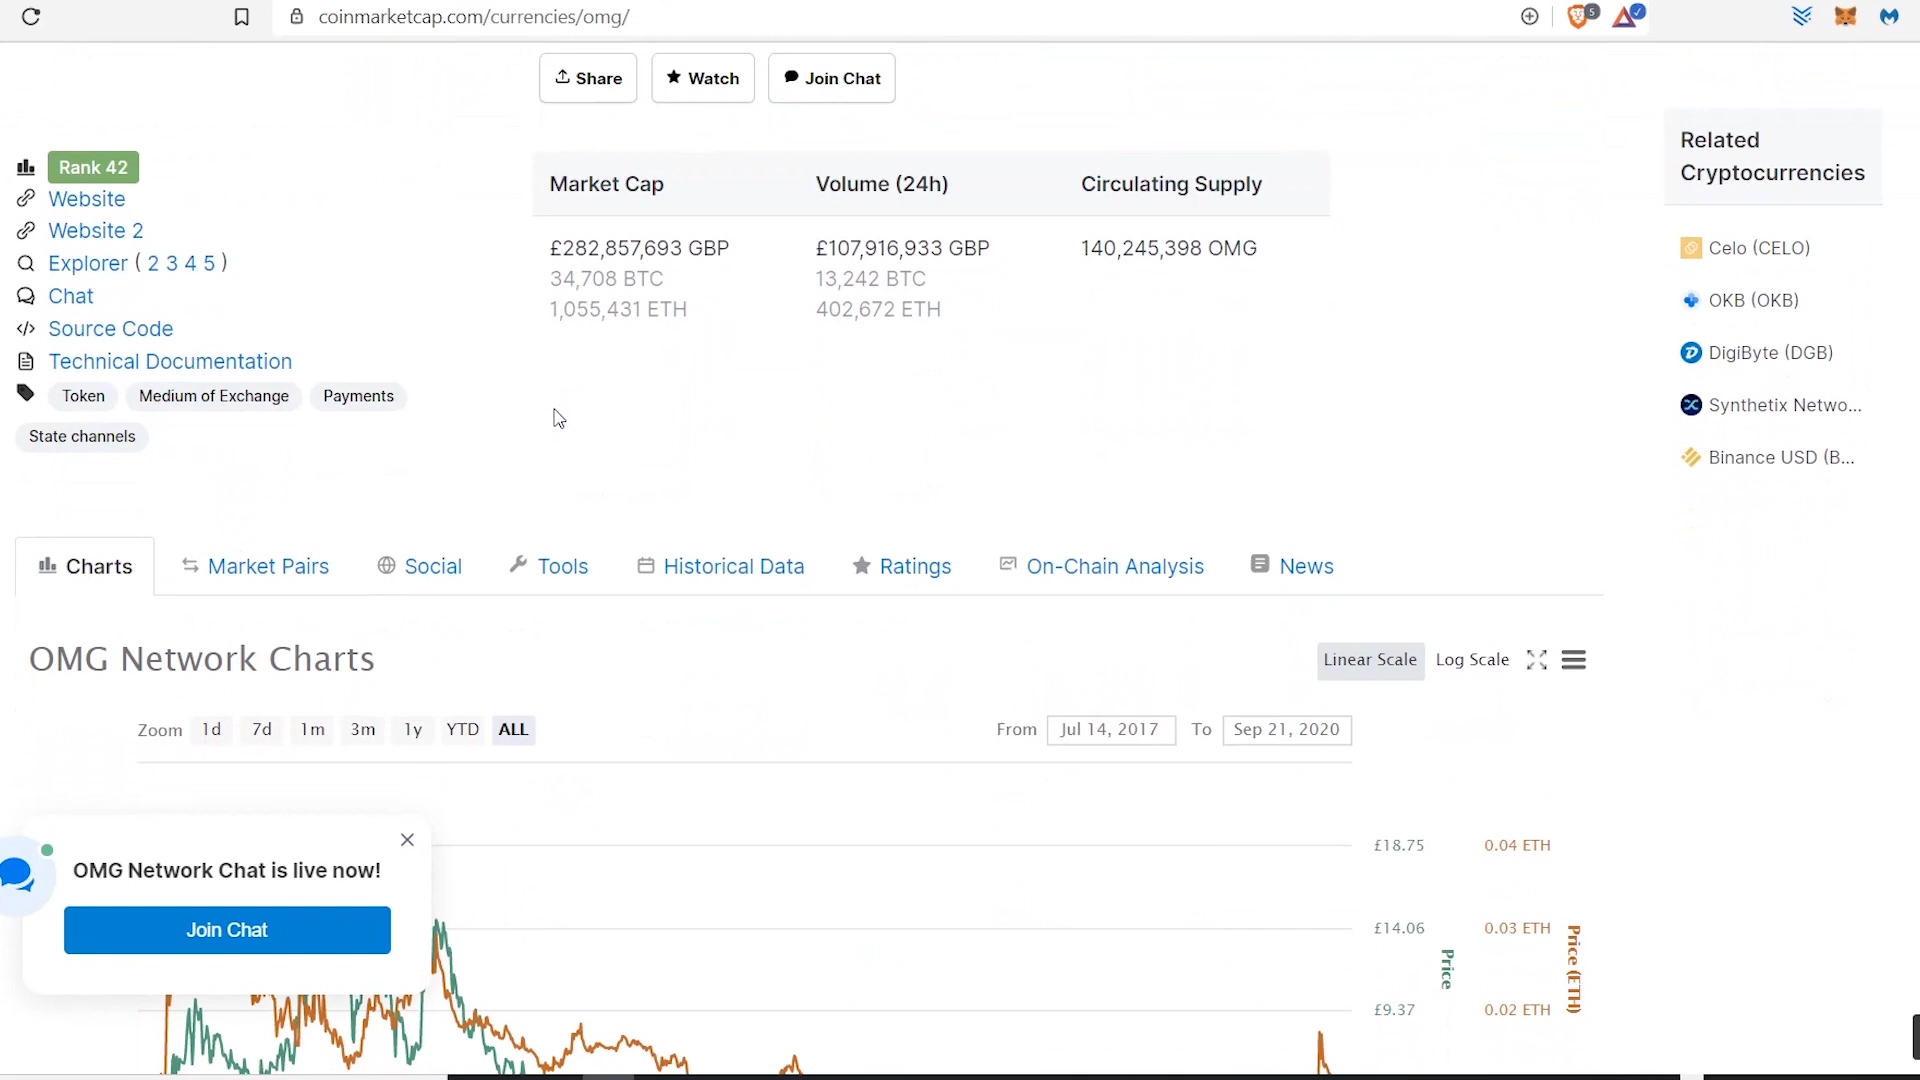 coinmarketcap.com/currencies/omg/
5
Share
Watch
Join Chat
Rank 42
Website
Website 2
Explorer ( 2 3 4 5 )
Chat
Source Code
Technical Documentation
Token
Medium of Exchange
Payments
State channels
Market Cap
Volume (24h)
Circulating Supply
£282,857,693 GBP
£107,916,933 GBP
140,245,398 OMG
34,708 BTC
13,242 BTC
1,055,431 ETH
402,672 ETH
Related
Cryptocurrencies
Celo (CELO)
OKB (OKB)
DigiByte (DGB)
Synthetix Netwo...
Binance USD (B...
Charts
Market Pairs
Social
Tools
Historical Data
Ratings
On-Chain Analysis
News
OMG Network Charts
Linear Scale
Log Scale
Zoom 1d 7d 1m 3m 1y YTD ALL
From Jul 14, 2017 To Sep 21, 2020
OMG Network Chat is live now!
Join Chat
£18.75
0.04 ETH
£14.06
0.03 ETH
£9.37
0.02 ETH
Price
Price (ETH)